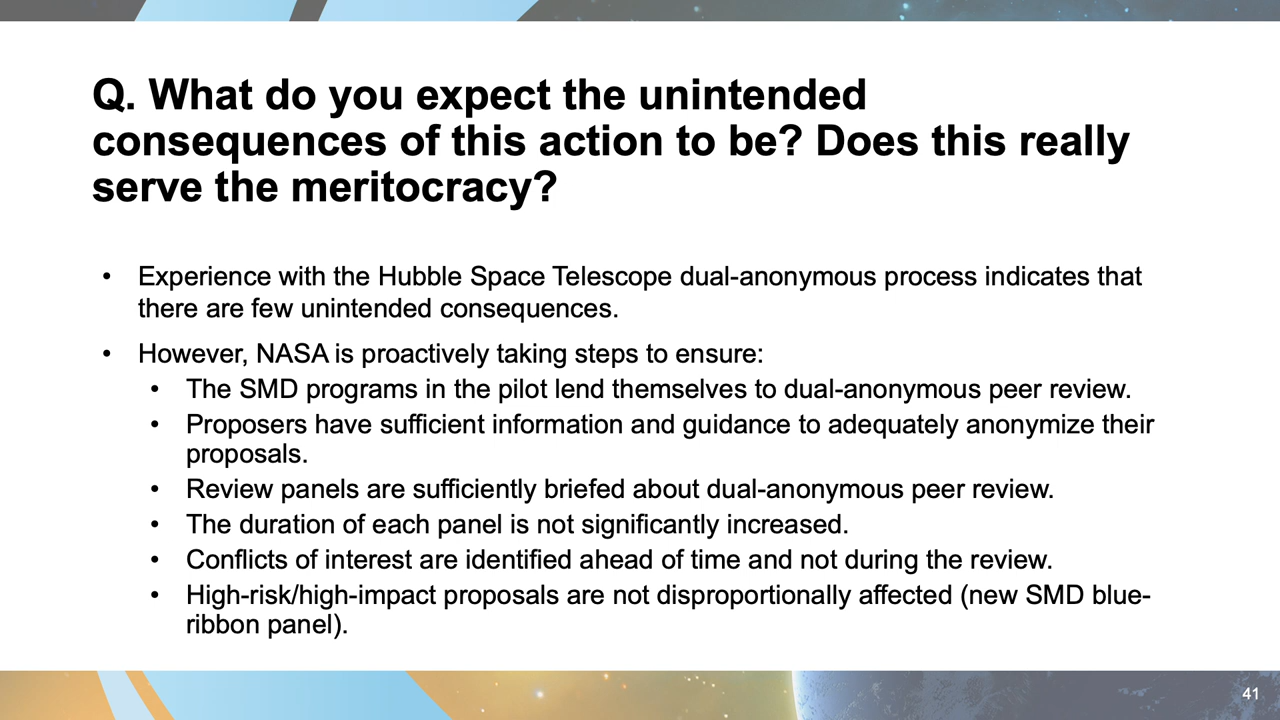 Q. What do you expect the unintended
consequences of this action to be? Does this really
serve the meritocracy?
• Experience with the Hubble Space Telescope dual-anonymous process indicates that
there are few unintended consequences.
• However, NASA is proactively taking steps to ensure:
• The SMD programs in the pilot lend themselves to dual-anonymous peer review.
• Proposers have sufficient information and guidance to adequately anonymize their
proposals.
• Review panels are sufficiently briefed about dual-anonymous peer review.
• The duration of each panel is not significantly increased.
• Conflicts of interest are identified ahead of time and not during the review.
• High-risk/high-impact proposals are not disproportionally affected (new SMD blue-
ribbon panel).
41